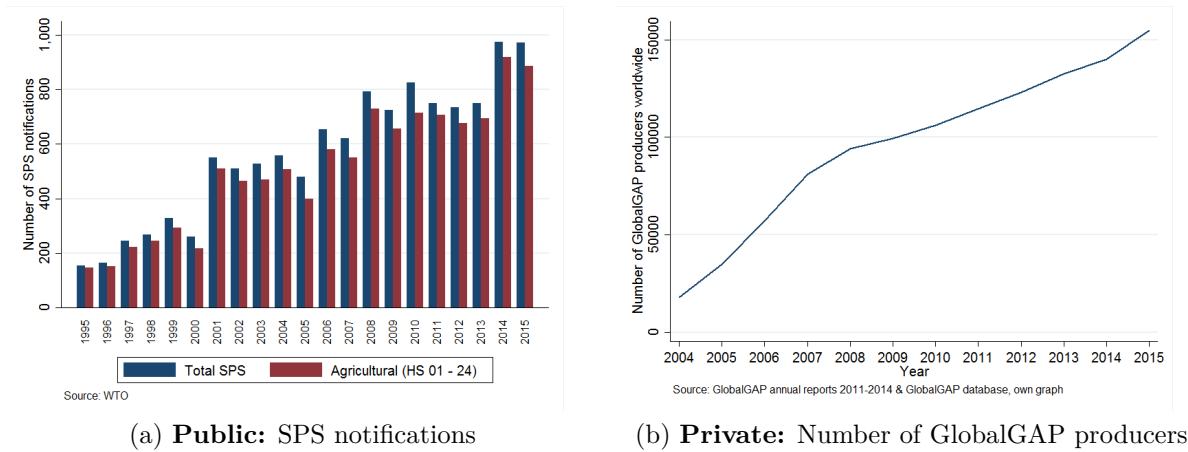 Number of SPS notifications
1,000
800
600
400
200
0
1995 1996 1997 1998 1999 2000 2001 2002 2003 2004 2005 2006 2007 2008 2009 2010 2011 2012 2013 2014 2015
Total SPS Agricultural (HS 01 - 24)
Source: WTO
(a) Public: SPS notifications
Number of GlobalGAP producers worldwide
150000
100000
50000
0
2004 2005 2006 2007 2008 2009 2010 2011 2012 2013 2014 2015
Year
Source: GlobalGAP annual reports 2011-2014 & GlobalGAP database, own graph
(b) Private: Number of GlobalGAP producers